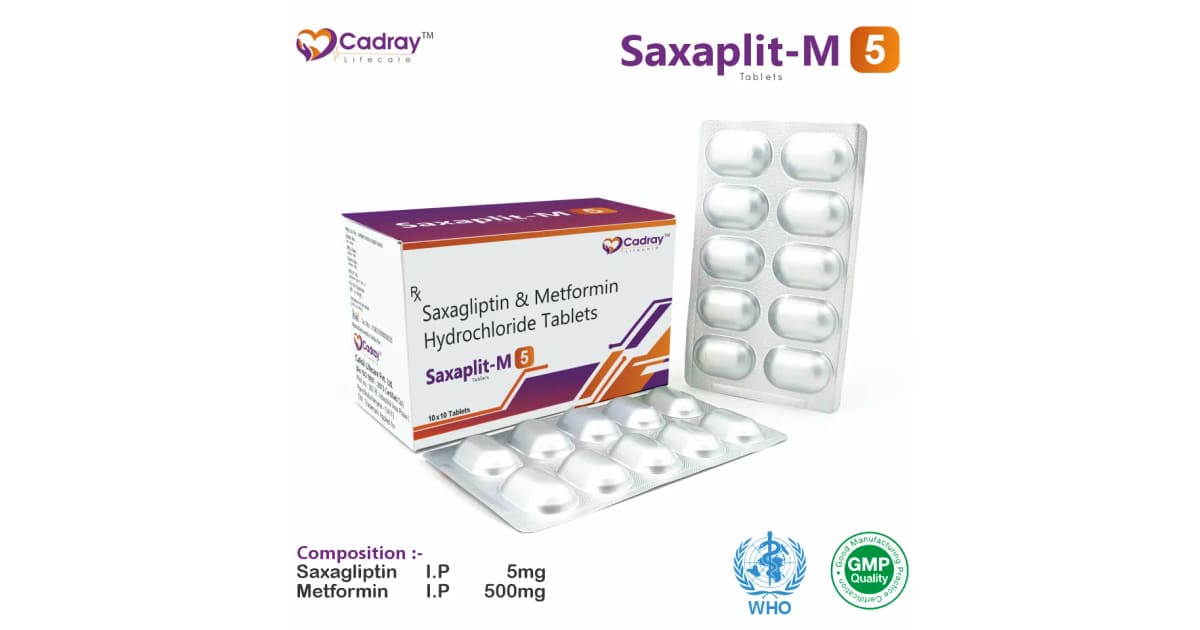 Cadray™
Lifecare
Saxaplit-M 5
Tablets
Saxaplit-M 5
Cadray™
Lifecare
Rx
Saxagliptin & Metformin
Hydrochloride Tablets
Saxaplit-M 5
Tablets
10x10 Tablets
Cadray
Composition :-
Saxagliptin I.P 5mg
Metformin I.P 500mg
WHO
Good Manufacturing Practice Certification
GMP
Quality